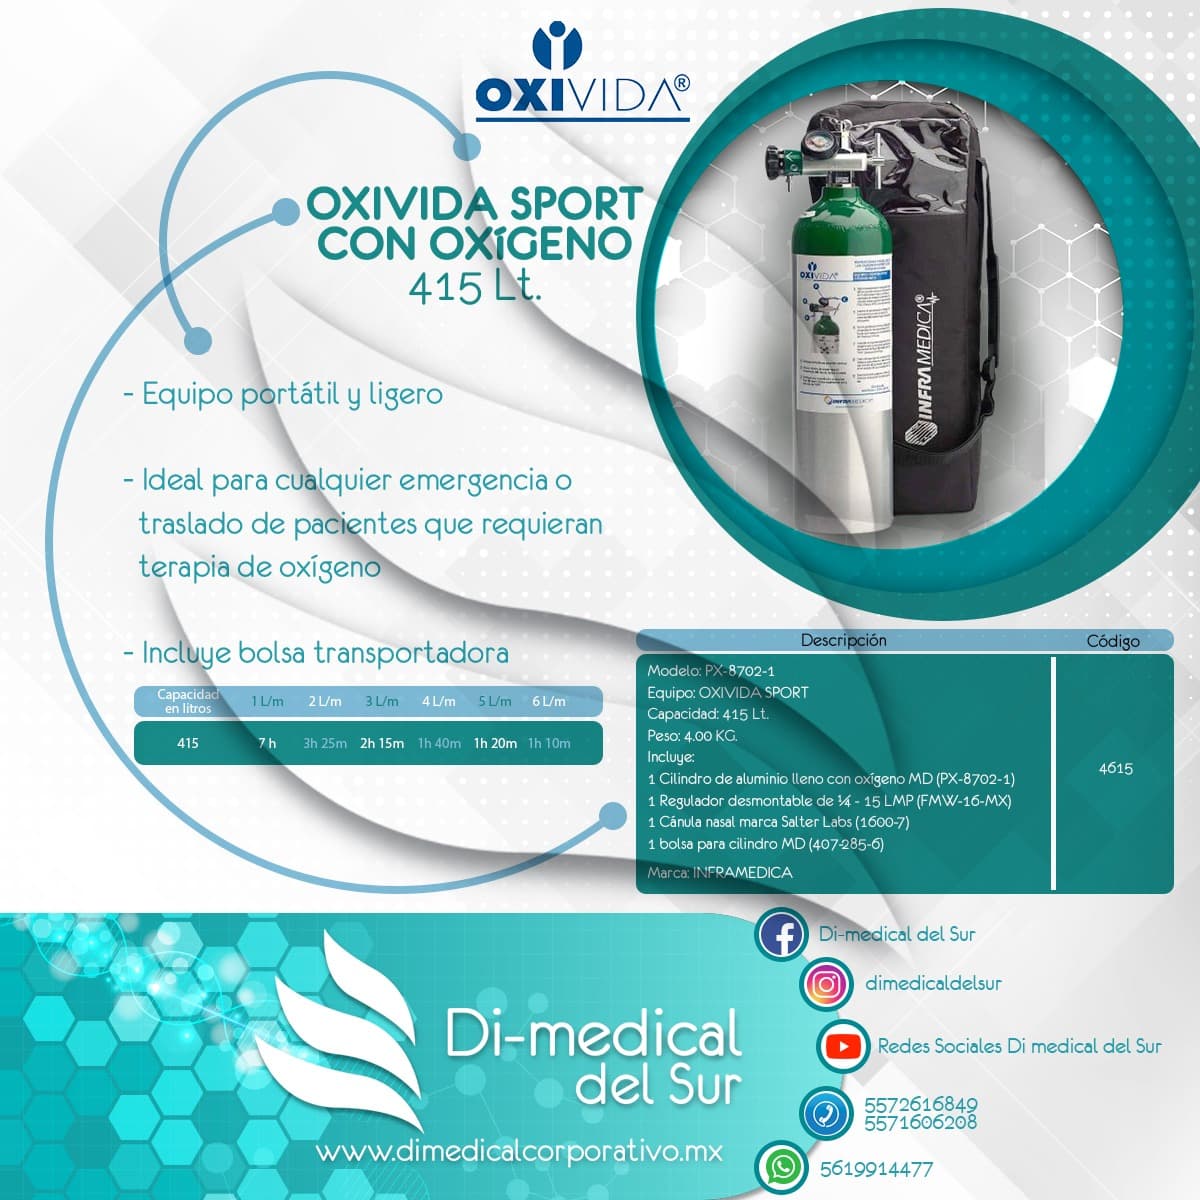 OXIVIDA®
OXIVIDA SPORT
CON OXÍGENO
415 Lt.
- Equipo portátil y ligero
- Ideal para cualquier emergencia o
traslado de pacientes que requieran
terapia de oxígeno
- Incluye bolsa transportadora
Capacidad
en litros
1 L/m 2 L/m 3 L/m 4 L/m 5 L/m 6 L/m
415 7 h 3h 25m 2h 15m 1h 40m 1h 20m 1h 10m
OXIVIDA®
INFRAMEDICA
INFRAMEDICA®
Descripción Código
Modelo: PX-8702-1
Equipo: OXIVIDA SPORT
Capacidad: 415 Lt.
Peso: 4.00 KG.
Incluye:
1 Cilindro de aluminio lleno con oxígeno MD (PX-8702-1)
1 Regulador desmontable de ¼ - 15 LMP (FMW-16-MX)
1 Cánula nasal marca Salter Labs (1600-7)
1 bolsa para cilindro MD (407-285-6)
Marca: INFRAMEDICA
4615
Di-medical
del Sur
www.dimedicalcorporativo.mx
Di-medical del Sur
dimedicaldelsur
Redes Sociales Di medical del Sur
5572616849
5571606208
5619914477